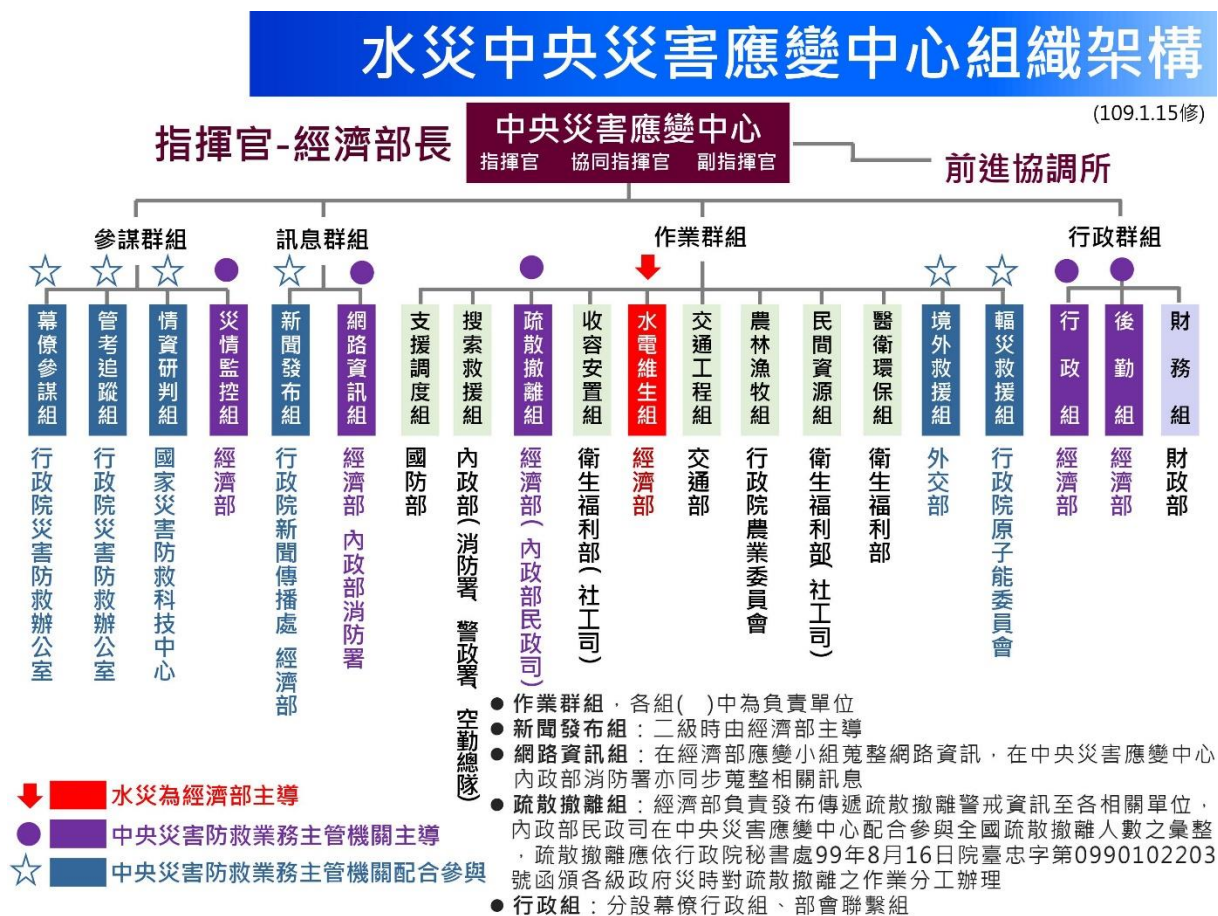 水災中央災害應變中心組織架構
(109.1.15修)
指揮官-經濟部長
中央災害應變中心
指揮官 協同指揮官 副指揮官
前進協調所
參謀群組
訊息群組
作業群組
行政群組
幕僚參謀組
管考追蹤組
情資研判組
災情監控組
新聞發布組
網路資訊組
支援調度組
搜索救援組
疏散撤離組
收容安置組
水電維生組
交通工程組
農林漁牧組
民間資源組
醫衛環保組
境外救援組
輻災救援組
行政組
後勤組
財務組
行政院災害防救辦公室
行政院災害防救辦公室
國家災害防救科技中心
經濟部
行政院新聞傳播處 經濟部
經濟部 內政部消防署
國防部
內政部(消防署、警政署、空勤總隊)
經濟部(內政部民政司)
衛生福利部(社工司)
經濟部
交通部
行政院農業委員會
衛生福利部(社工司)
衛生福利部
外交部
行政院原子能委員會
經濟部
經濟部
財政部
● 作業群組，各組(　)中為負責單位
● 新聞發布組：二級時由經濟部主導
● 網路資訊組：在經濟部應變小組蒐整網路資訊，在中央災害應變中心
內政部消防署亦同步蒐整相關訊息
● 疏散撤離組：經濟部負責發布傳遞疏散撤離警戒資訊至各相關單位，
內政部民政司在中央災害應變中心配合參與全國疏散撤離人數之彙整
，疏散撤離應依行政院秘書處99年8月16日院臺忠字第0990102203
號函頒各級政府災時對疏散撤離之作業分工辦理
● 行政組：分設幕僚行政組、部會聯繫組
水災為經濟部主導
中央災害防救業務主管機關主導
中央災害防救業務主管機關配合參與